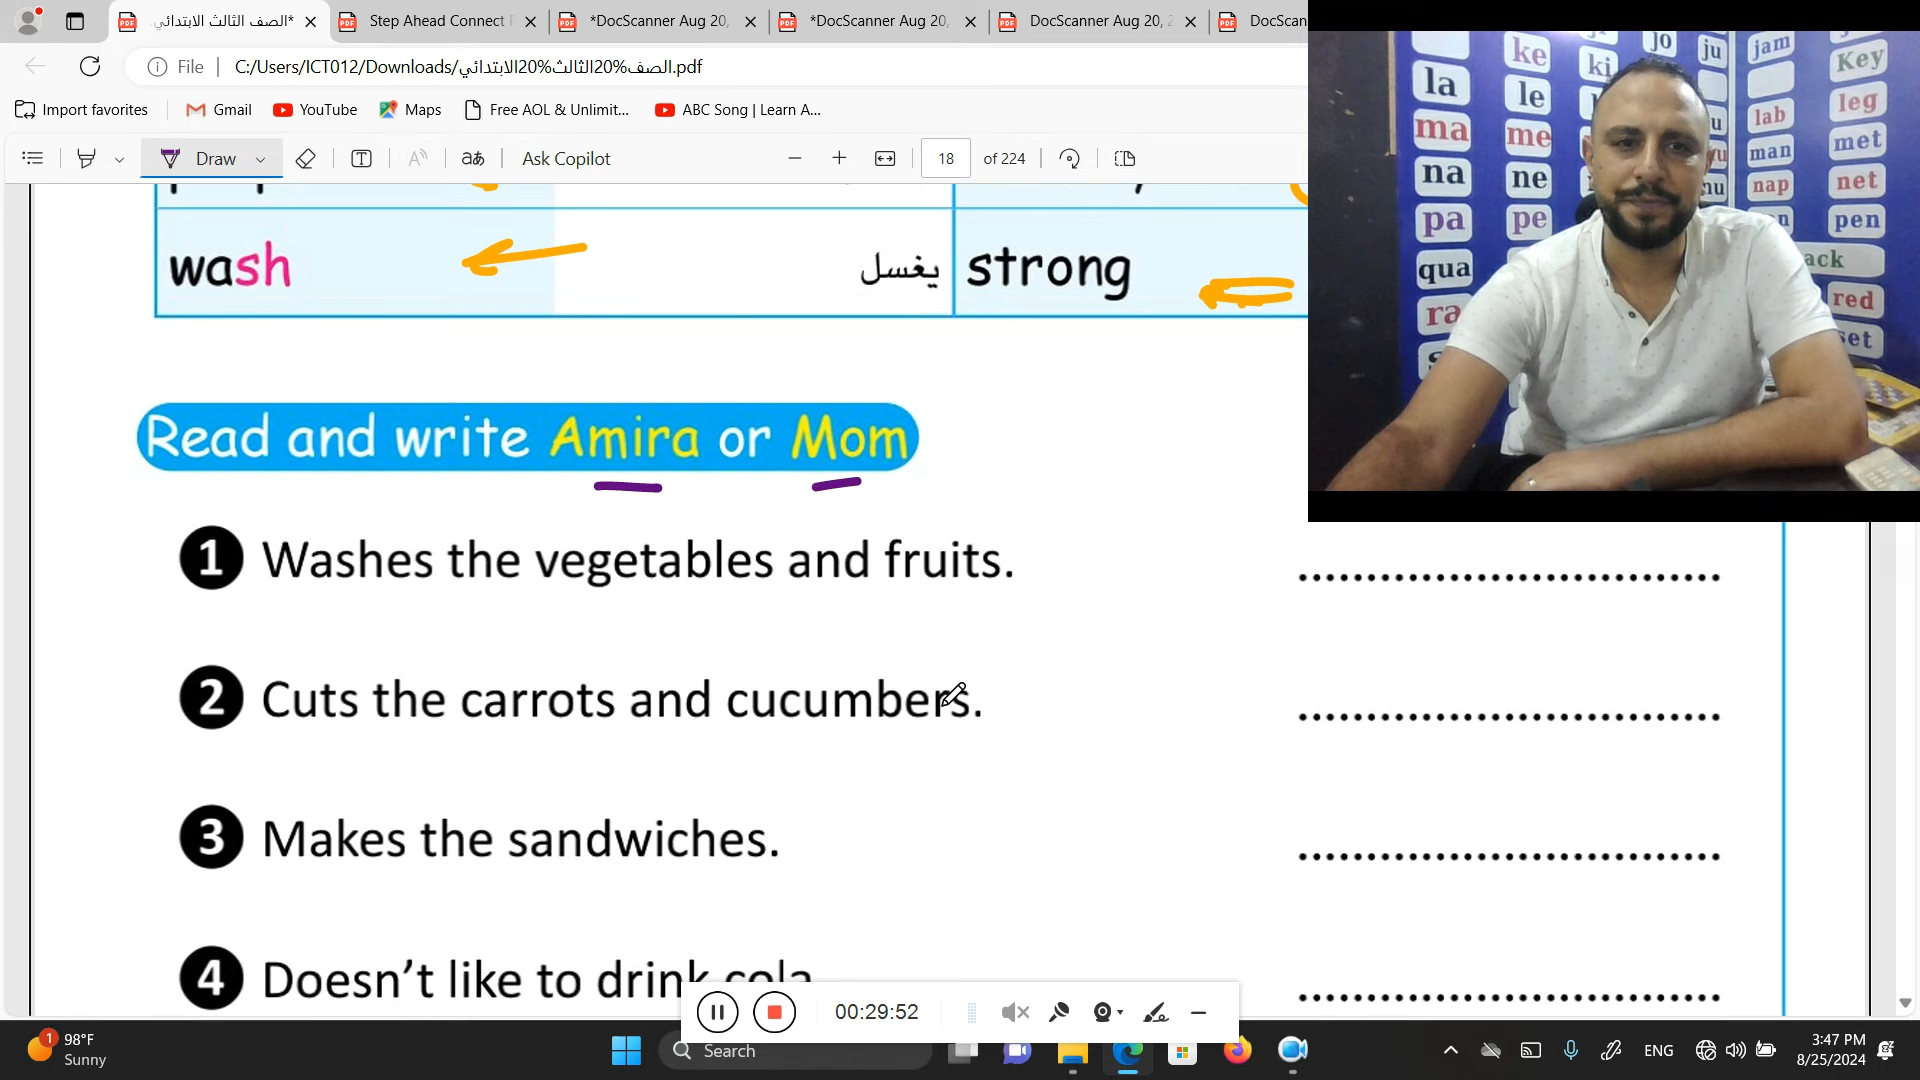 *الصف الثالث الابتدائي
Step Ahead Connect
*DocScanner Aug 20,
*DocScanner Aug 20,
DocScanner Aug 20, 2
DocScan
File
C:/Users/ICT012/Downloads/الصف%20الثالث%20الابتدائي.pdf
Import favorites
Gmail
YouTube
Maps
Free AOL & Unlimit...
ABC Song | Learn A...
Draw
Ask Copilot
18
of 224
wash
يغسل
strong
Read and write Amira or Mom
1 Washes the vegetables and fruits. ..............................
2 Cuts the carrots and cucumbers. ..............................
3 Makes the sandwiches. ..............................
4 Doesn't like to drink cola ..............................
ke
ki
jo
ju
jam
Key
la
le
lab
leg
ma
me
man
met
na
ne
nu
nap
net
pa
pe
pen
qua
ack
ra
red
set
00:29:52
1
98°F
Sunny
Search
ENG
3:47 PM
8/25/2024